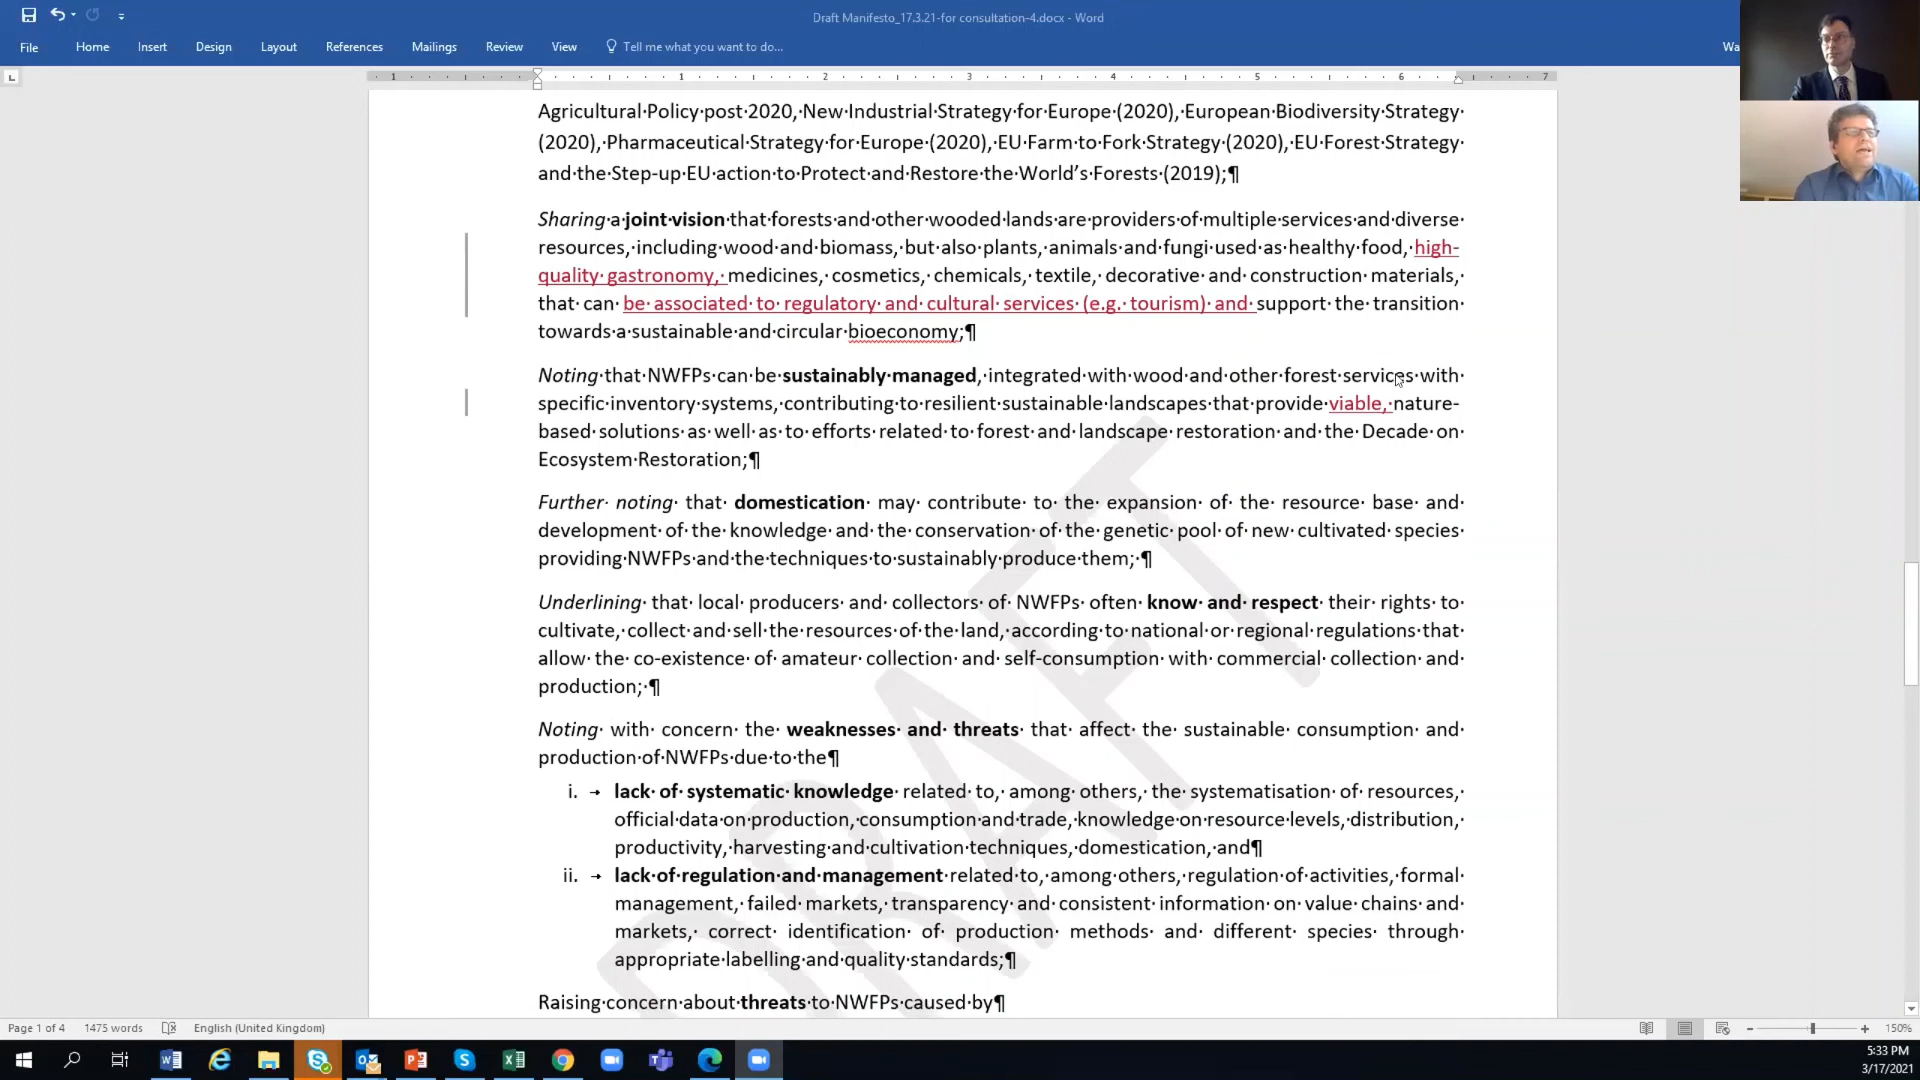 Draft Manifesto_17.3.21-for consultation-4.docx - Word
File Home Insert Design Layout References Mailings Review View Tell me what you want to do... Wa
1 1 2 3 4 5 6 7
Agricultural Policy post 2020, New Industrial Strategy for Europe (2020), European Biodiversity Strategy
(2020), Pharmaceutical Strategy for Europe (2020), EU Farm to Fork Strategy (2020), EU Forest Strategy
and the Step-up EU action to Protect and Restore the World's Forests (2019);¶
Sharing a joint vision that forests and other wooded lands are providers of multiple services and diverse
resources, including wood and biomass, but also plants, animals and fungi used as healthy food, high-
quality gastronomy, medicines, cosmetics, chemicals, textile, decorative and construction materials,
that can be associated to regulatory and cultural services (e.g. tourism) and support the transition
towards a sustainable and circular bioeconomy;¶
Noting that NWFPs can be sustainably managed, integrated with wood and other forest services with
specific inventory systems, contributing to resilient sustainable landscapes that provide viable, nature-
based solutions as well as to efforts related to forest and landscape restoration and the Decade on
Ecosystem Restoration;¶
Further noting that domestication may contribute to the expansion of the resource base and
development of the knowledge and the conservation of the genetic pool of new cultivated species
providing NWFPs and the techniques to sustainably produce them; ¶
Underlining that local producers and collectors of NWFPs often know and respect their rights to
cultivate, collect and sell the resources of the land, according to national or regional regulations that
allow the co-existence of amateur collection and self-consumption with commercial collection and
production; ¶
Noting with concern the weaknesses and threats that affect the sustainable consumption and
production of NWFPs due to the¶
i. → lack of systematic knowledge related to, among others, the systematisation of resources,
official data on production, consumption and trade, knowledge on resource levels, distribution,
productivity, harvesting and cultivation techniques, domestication, and¶
ii. → lack of regulation and management related to, among others, regulation of activities, formal
management, failed markets, transparency and consistent information on value chains and
markets, correct identification of production methods and different species through
appropriate labelling and quality standards;¶
Raising concern about threats to NWFPs caused by¶
DRAFT
Page 1 of 4 1475 words English (United Kingdom) 150%
5:33 PM
3/17/2021